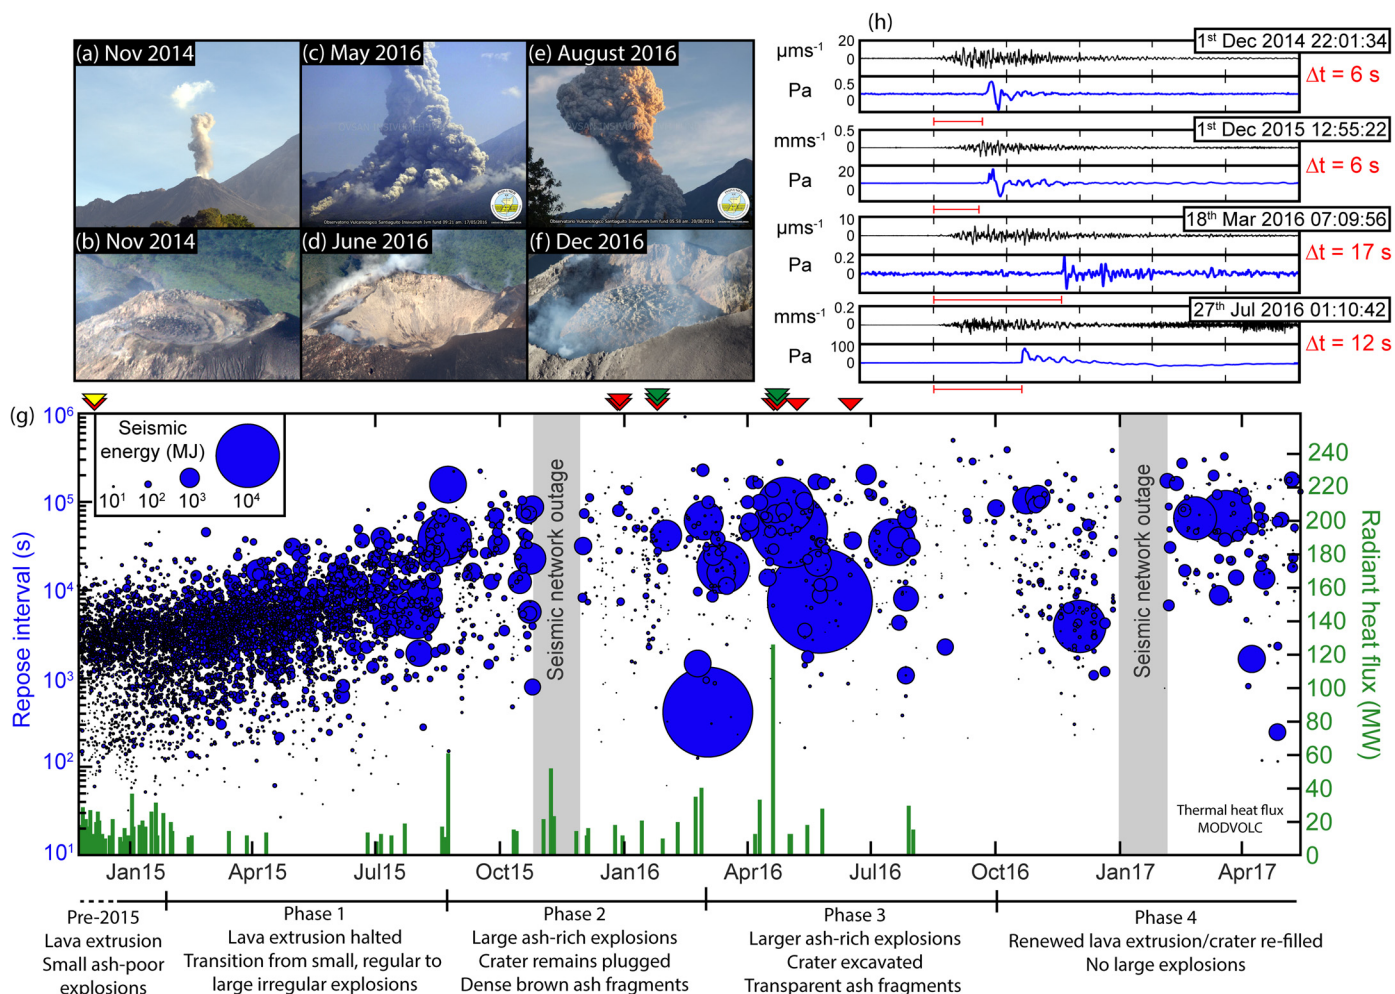 (a) Nov 2014
(c) May 2016
(e) August 2016
Observatorio Vulcanologico Santiaguito Insivumeh
(b) Nov 2014
(d) June 2016
(f) Dec 2016
(h)
1st Dec 2014 22:01:34
µms-1
20
0
Pa
0.5
0
Δt = 6 s
1st Dec 2015 12:55:22
mms-1
0.5
0
Pa
20
0
Δt = 6 s
18th Mar 2016 07:09:56
µms-1
10
0
Pa
0.2
0
Δt = 17 s
27th Jul 2016 01:10:42
mms-1
0.2
0
Pa
100
0
Δt = 12 s
(g)
Repose interval (s)
10^6
10^5
10^4
10^3
10^2
10^1
Seismic
energy (MJ)
10^1 10^2 10^3 10^4
Seismic network outage
Seismic network outage
Radiant heat flux (MW)
240
220
200
180
160
140
120
100
80
60
40
20
0
Thermal heat flux
MODVOLC
Jan15 Apr15 Jul15 Oct15 Jan16 Apr16 Jul16 Oct16 Jan17 Apr17
Pre-2015
Lava extrusion
Small ash-poor
explosions
Phase 1
Lava extrusion halted
Transition from small, regular to
large irregular explosions
Phase 2
Large ash-rich explosions
Crater remains plugged
Dense brown ash fragments
Phase 3
Larger ash-rich explosions
Crater excavated
Transparent ash fragments
Phase 4
Renewed lava extrusion/crater re-filled
No large explosions